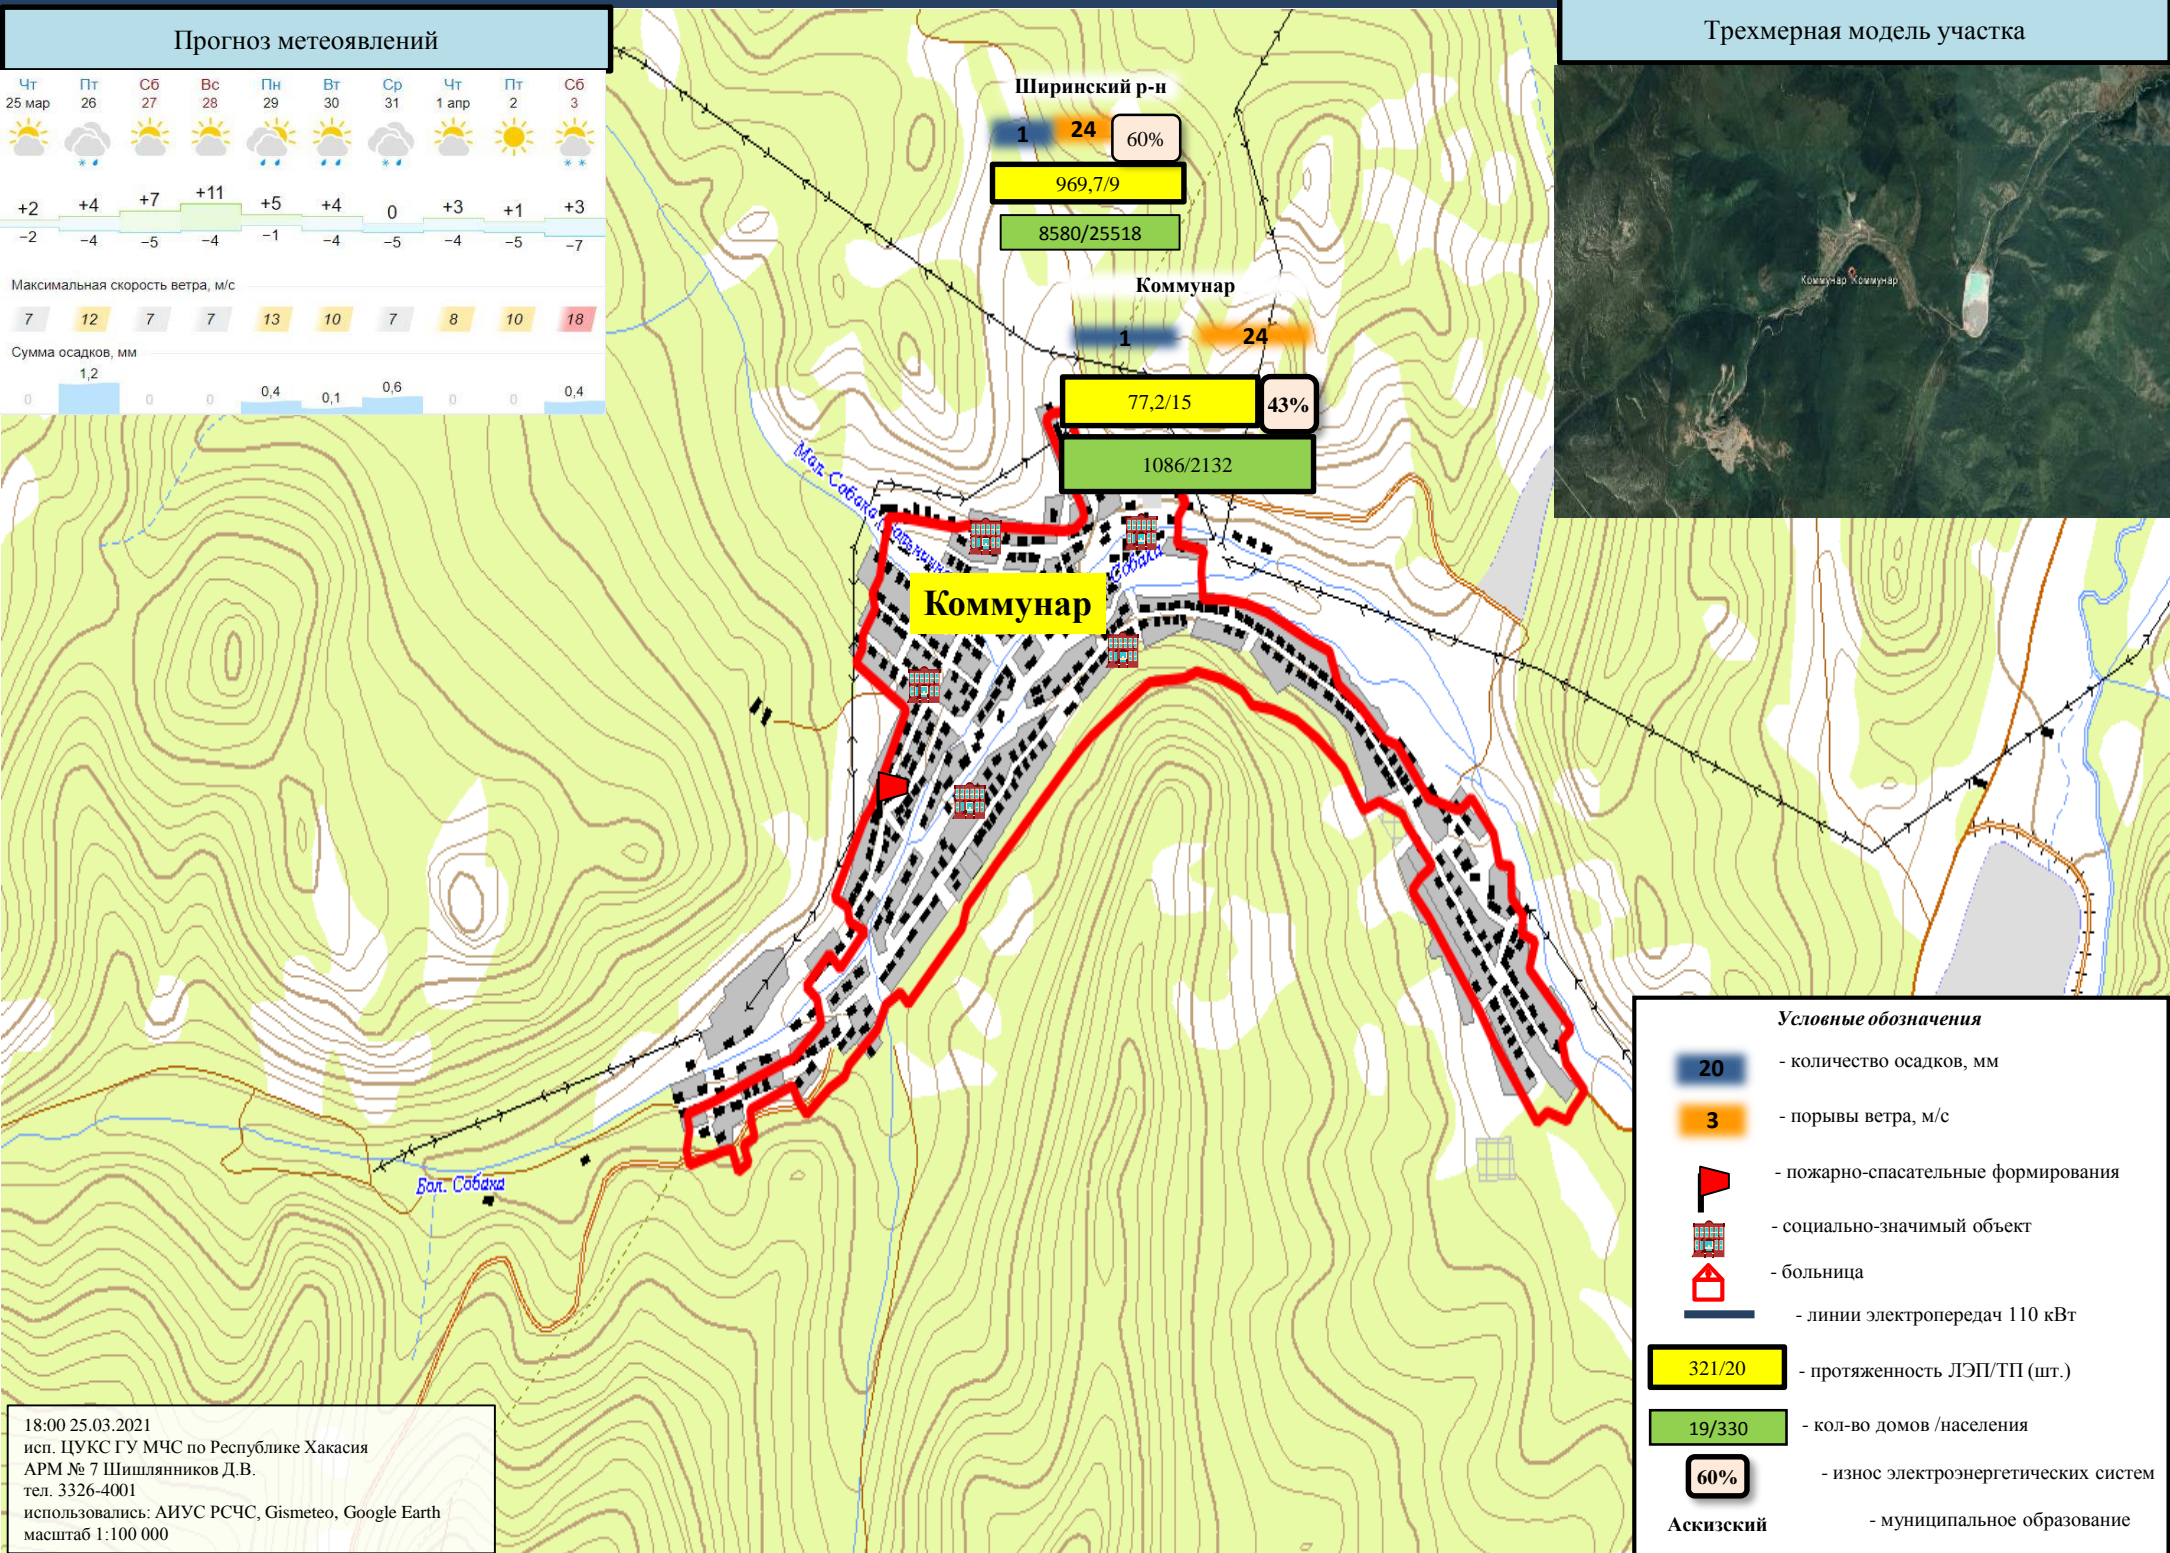 Прогноз метеоявлений
Чт Пт Сб Вс Пн Вт Ср Чт Пт Сб
25 мар 26 27 28 29 30 31 1 апр 2 3
+2 +4 +7 +11 +5 +4 0 +3 +1 +3
−2 −4 −5 −4 −1 −4 −5 −4 −5 −7
Максимальная скорость ветра, м/с
7 12 7 7 13 10 7 8 10 18
Сумма осадков, мм
0 1,2 0 0 0,4 0,1 0,6 0 0 0,4
Ширинский р-н
1 24 60%
969,7/9
8580/25518
Коммунар
1 24
77,2/15 43%
1086/2132
Трехмерная модель участка
Коммунар Коммунар
Мал. Собака
Собака
Коммунар
Бол. Собака
18:00 25.03.2021
исп. ЦУКС ГУ МЧС по Республике Хакасия
АРМ № 7 Шишлянников Д.В.
тел. 3326-4001
использовались: АИУС РСЧС, Gismeteo, Google Earth
масштаб 1:100 000
Условные обозначения
20 - количество осадков, мм
3 - порывы ветра, м/с
- пожарно-спасательные формирования
- социально-значимый объект
- больница
- линии электропередач 110 кВт
321/20 - протяженность ЛЭП/ТП (шт.)
19/330 - кол-во домов /населения
60% - износ электроэнергетических систем
Аскизский - муниципальное образование